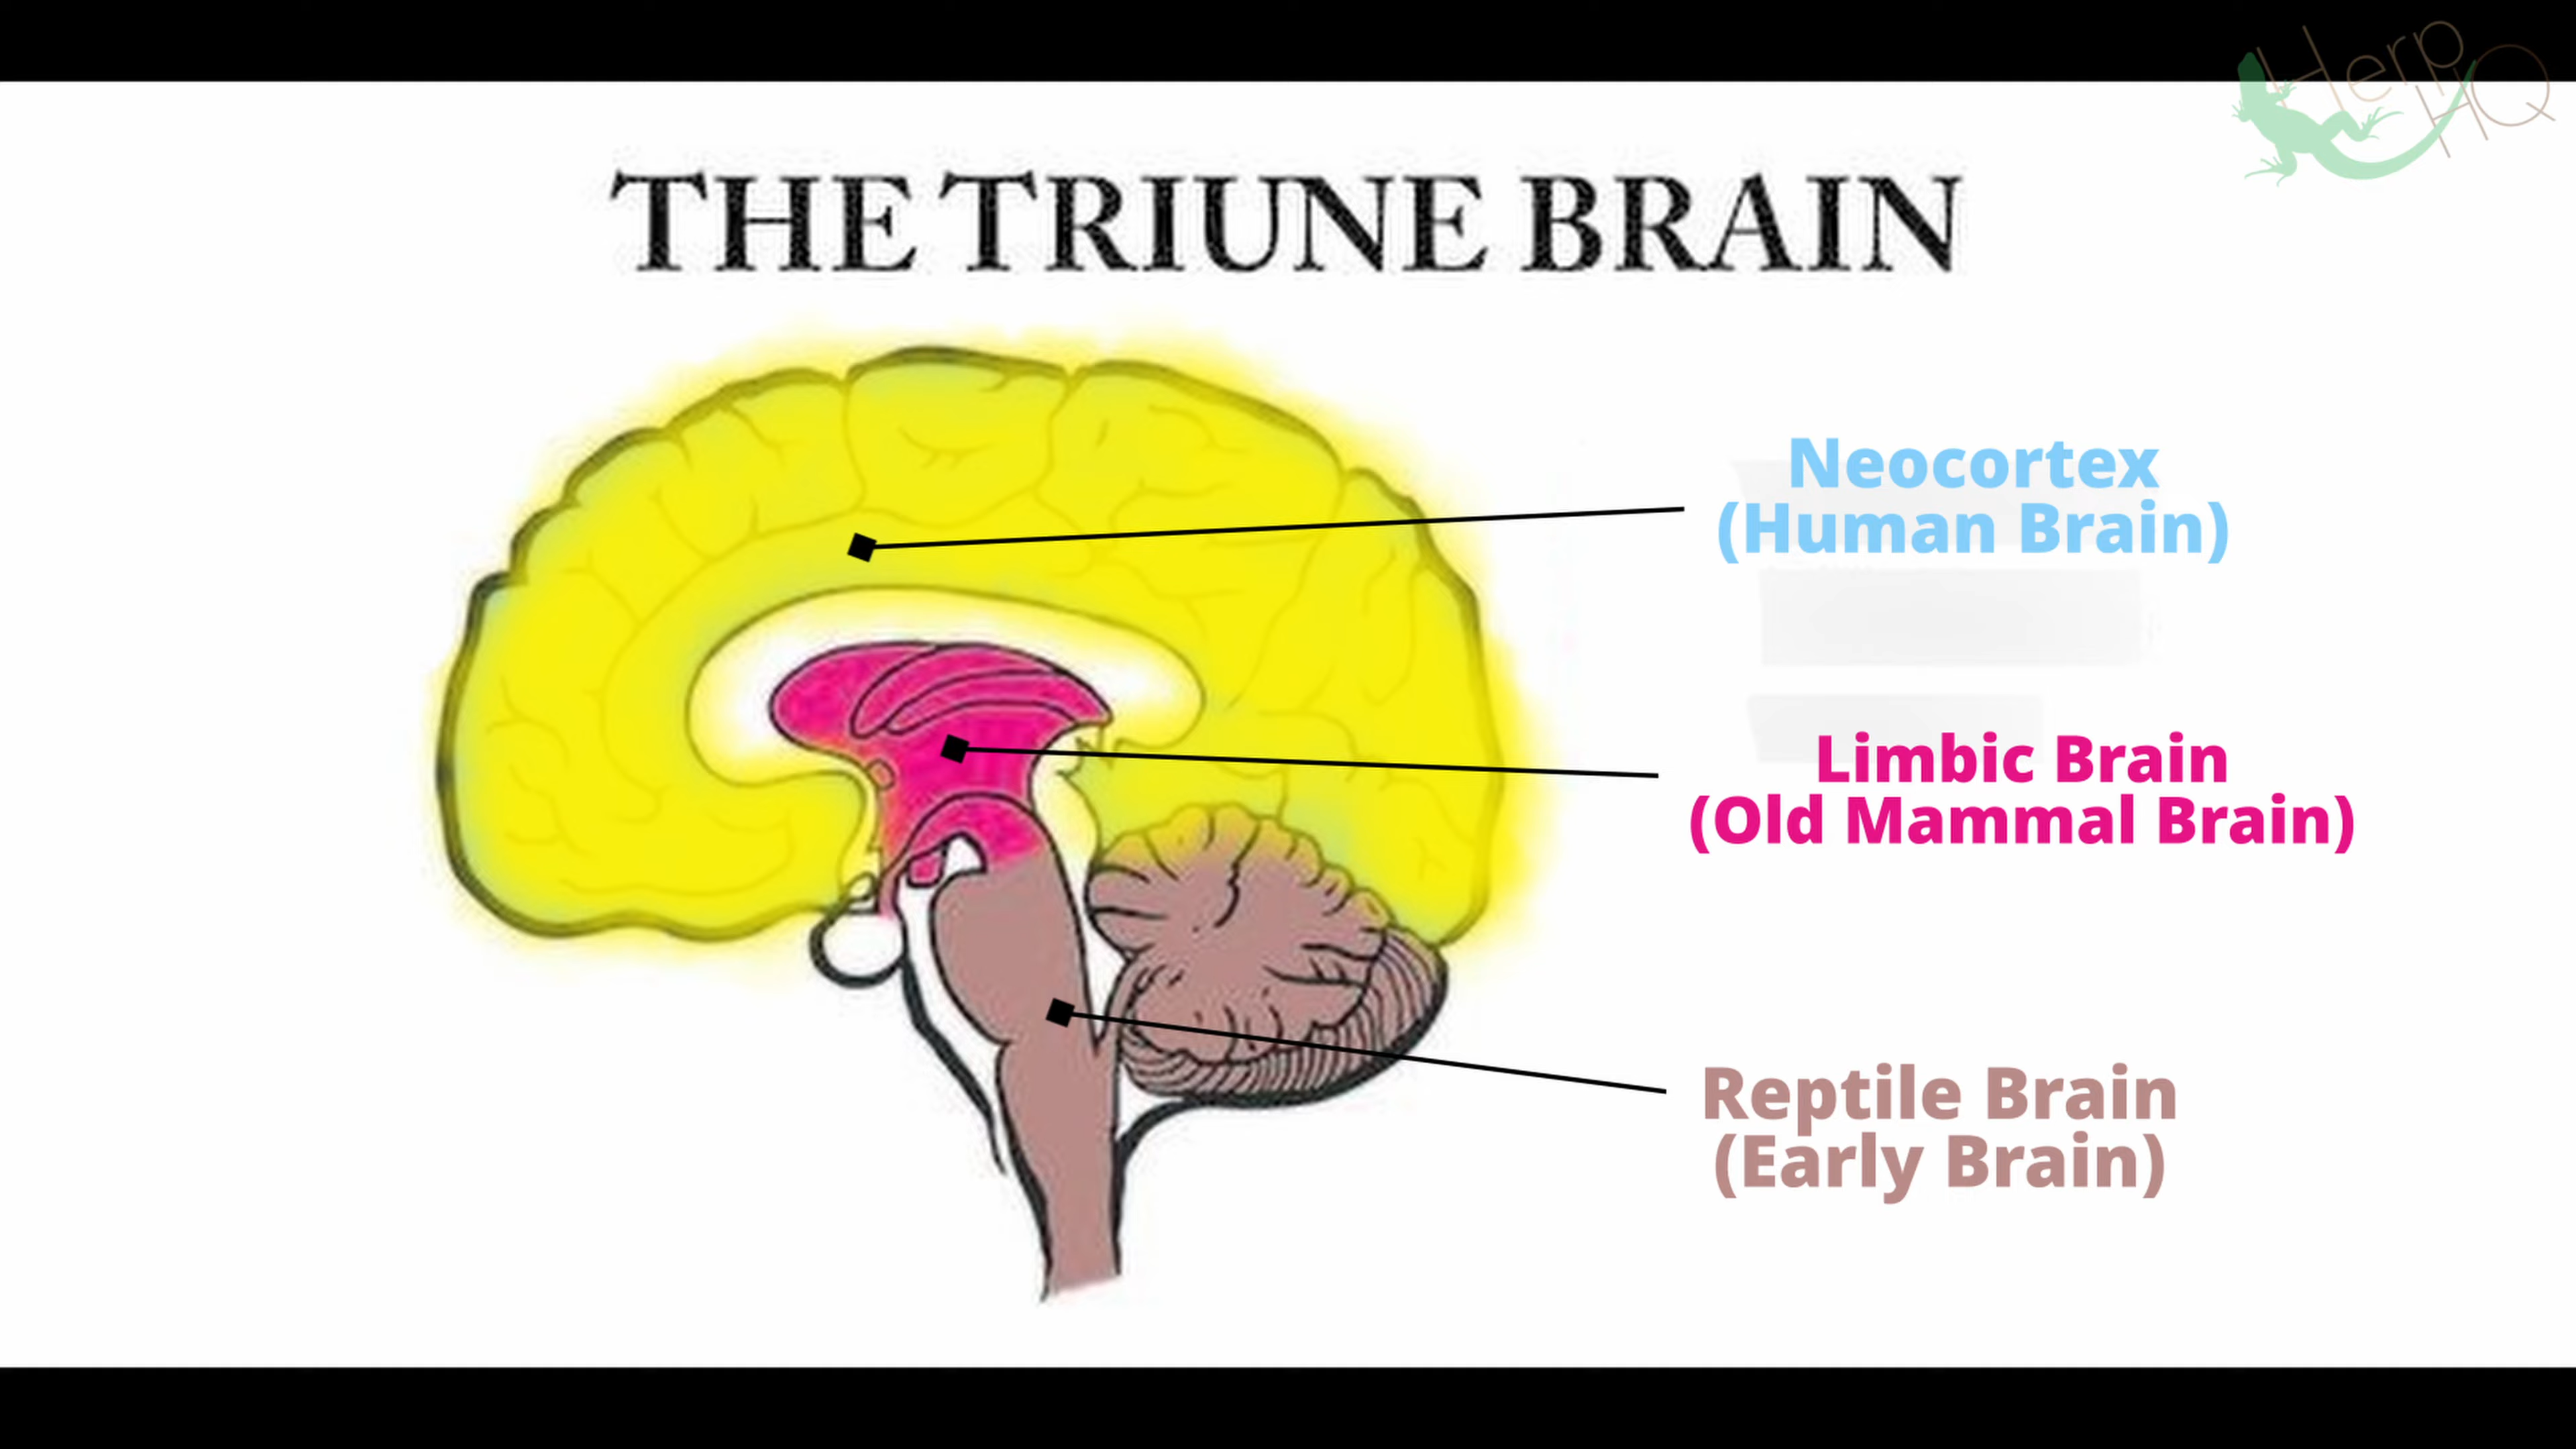 Herp
HQ
THE TRIUNE BRAIN
Neocortex
(Human Brain)
Limbic Brain
(Old Mammal Brain)
Reptile Brain
(Early Brain)